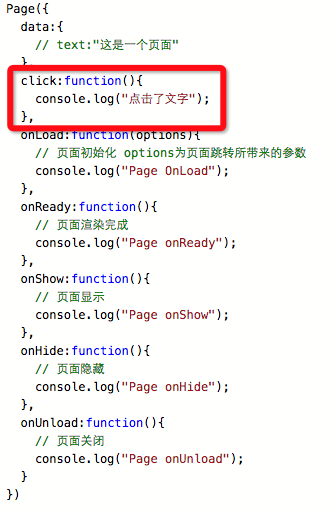 Page({
  data:{
    // text:"这是一个页面"
  },
  click:function(){
    console.log("点击了文字");
  },
  onLoad:function(options){
    // 页面初始化 options为页面跳转所带来的参数
    console.log("Page OnLoad");
  },
  onReady:function(){
    // 页面渲染完成
    console.log("Page onReady");
  },
  onShow:function(){
    // 页面显示
    console.log("Page onShow");
  },
  onHide:function(){
    // 页面隐藏
    console.log("Page onHide");
  },
  onUnload:function(){
    // 页面关闭
    console.log("Page onUnload");
  }
})